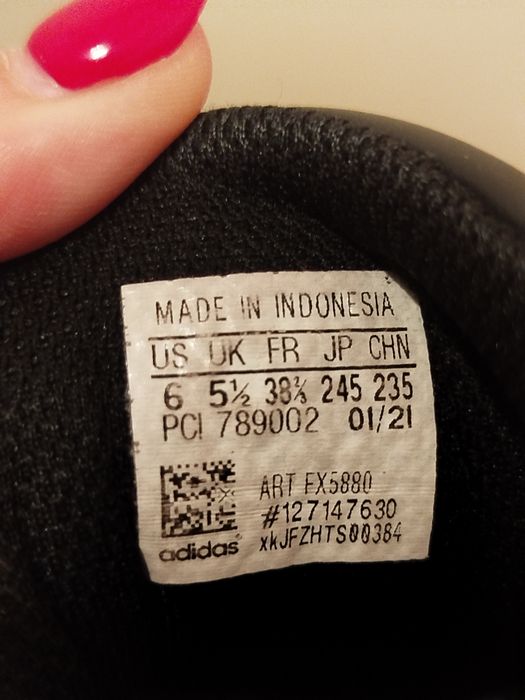 MADE IN INDONESIA
US UK FR JP CHN
6 5½ 38⅔ 245 235
PCI 789002 01/21
ART FX5880
#127147630
xkJFZHTS00384
adidas